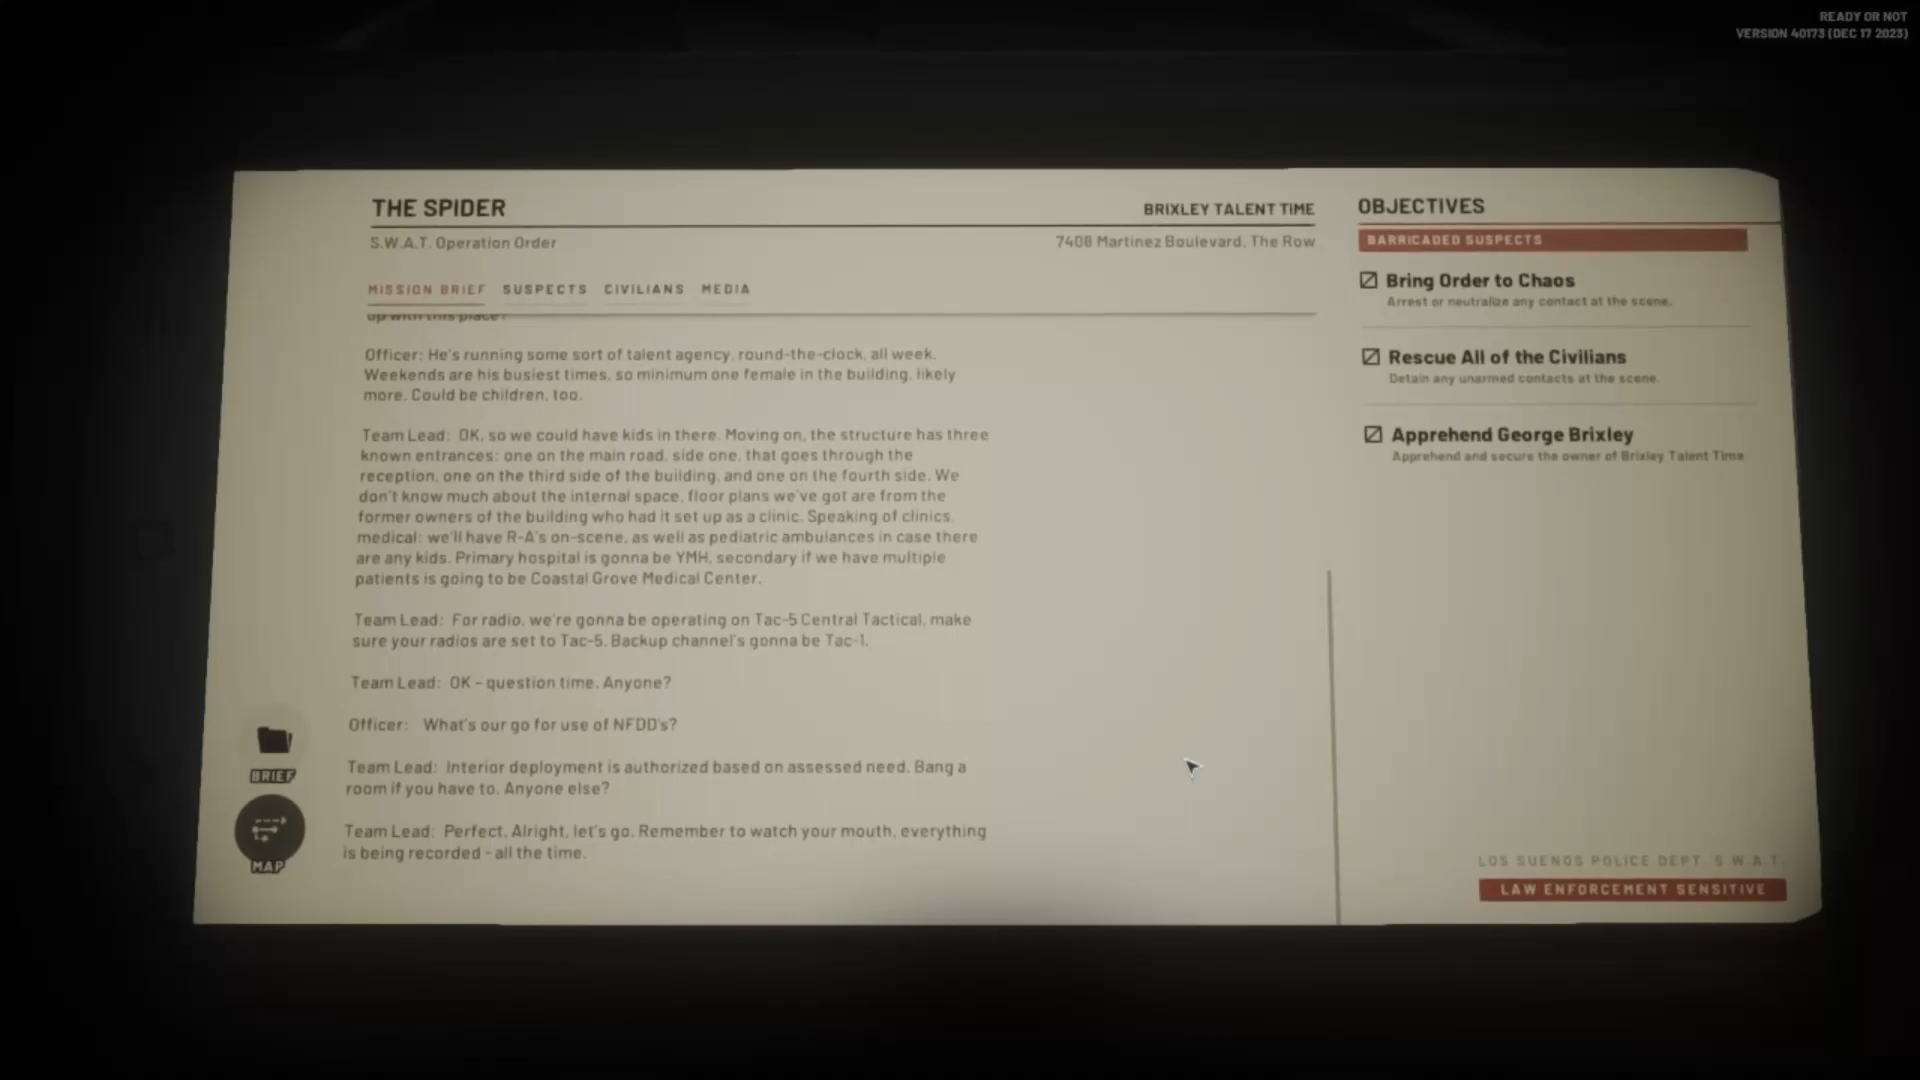 READY OR NOT
VERSION 40173 (DEC 17 2023)
THE SPIDER
BRIXLEY TALENT TIME
S.W.A.T. Operation Order
7408 Martinez Boulevard, The Row
MISSION BRIEF SUSPECTS CIVILIANS MEDIA
up with this place?
Officer: He's running some sort of talent agency, round-the-clock, all week.
Weekends are his busiest times, so minimum one female in the building, likely
more. Could be children, too.
Team Lead: OK, so we could have kids in there. Moving on, the structure has three
known entrances: one on the main road, side one, that goes through the
reception, one on the third side of the building, and one on the fourth side. We
don't know much about the internal space, floor plans we've got are from the
former owners of the building who had it set up as a clinic. Speaking of clinics,
medical: we'll have R-A's on-scene, as well as pediatric ambulances in case there
are any kids. Primary hospital is gonna be YMH, secondary if we have multiple
patients is going to be Coastal Grove Medical Center.
Team Lead: For radio, we're gonna be operating on Tac-5 Central Tactical, make
sure your radios are set to Tac-5. Backup channel's gonna be Tac-1.
Team Lead: OK - question time. Anyone?
Officer: What's our go for use of NFDD's?
Team Lead: Interior deployment is authorized based on assessed need. Bang a
room if you have to. Anyone else?
Team Lead: Perfect. Alright, let's go. Remember to watch your mouth, everything
is being recorded - all the time.
BRIEF
MAP
OBJECTIVES
BARRICADED SUSPECTS
Bring Order to Chaos
Arrest or neutralize any contact at the scene.
Rescue All of the Civilians
Detain any unarmed contacts at the scene.
Apprehend George Brixley
Apprehend and secure the owner of Brixley Talent Time
LOS SUENOS POLICE DEPT. S.W.A.T.
LAW ENFORCEMENT SENSITIVE